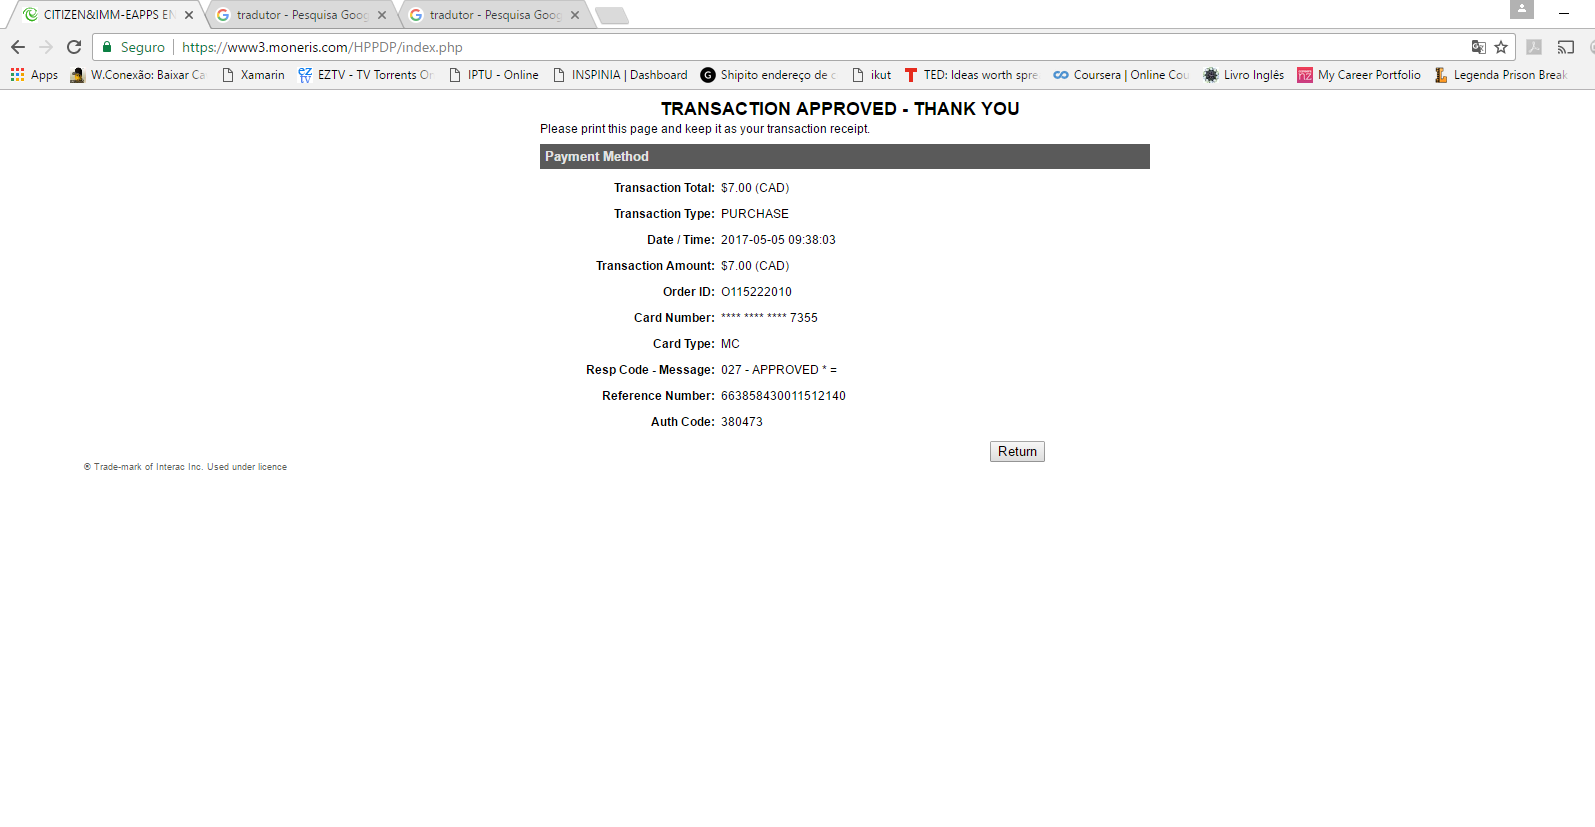 CITIZEN&IMM-EAPPS EN
tradutor - Pesquisa Goog
tradutor - Pesquisa Goog
Seguro
https://www3.moneris.com/HPPDP/index.php
Apps
W.Conexão: Baixar Ca
Xamarin
EZTV - TV Torrents On
IPTU - Online
INSPINIA | Dashboard
Shipito endereço de c
ikut
TED: Ideas worth spre
Coursera | Online Cou
Livro Inglês
My Career Portfolio
Legenda Prison Break
TRANSACTION APPROVED - THANK YOU
Please print this page and keep it as your transaction receipt.
Payment Method
Transaction Total: $7.00 (CAD)
Transaction Type: PURCHASE
Date / Time: 2017-05-05 09:38:03
Transaction Amount: $7.00 (CAD)
Order ID: O115222010
Card Number: **** **** **** 7355
Card Type: MC
Resp Code - Message: 027 - APPROVED * =
Reference Number: 663858430011512140
Auth Code: 380473
Return
® Trade-mark of Interac Inc. Used under licence